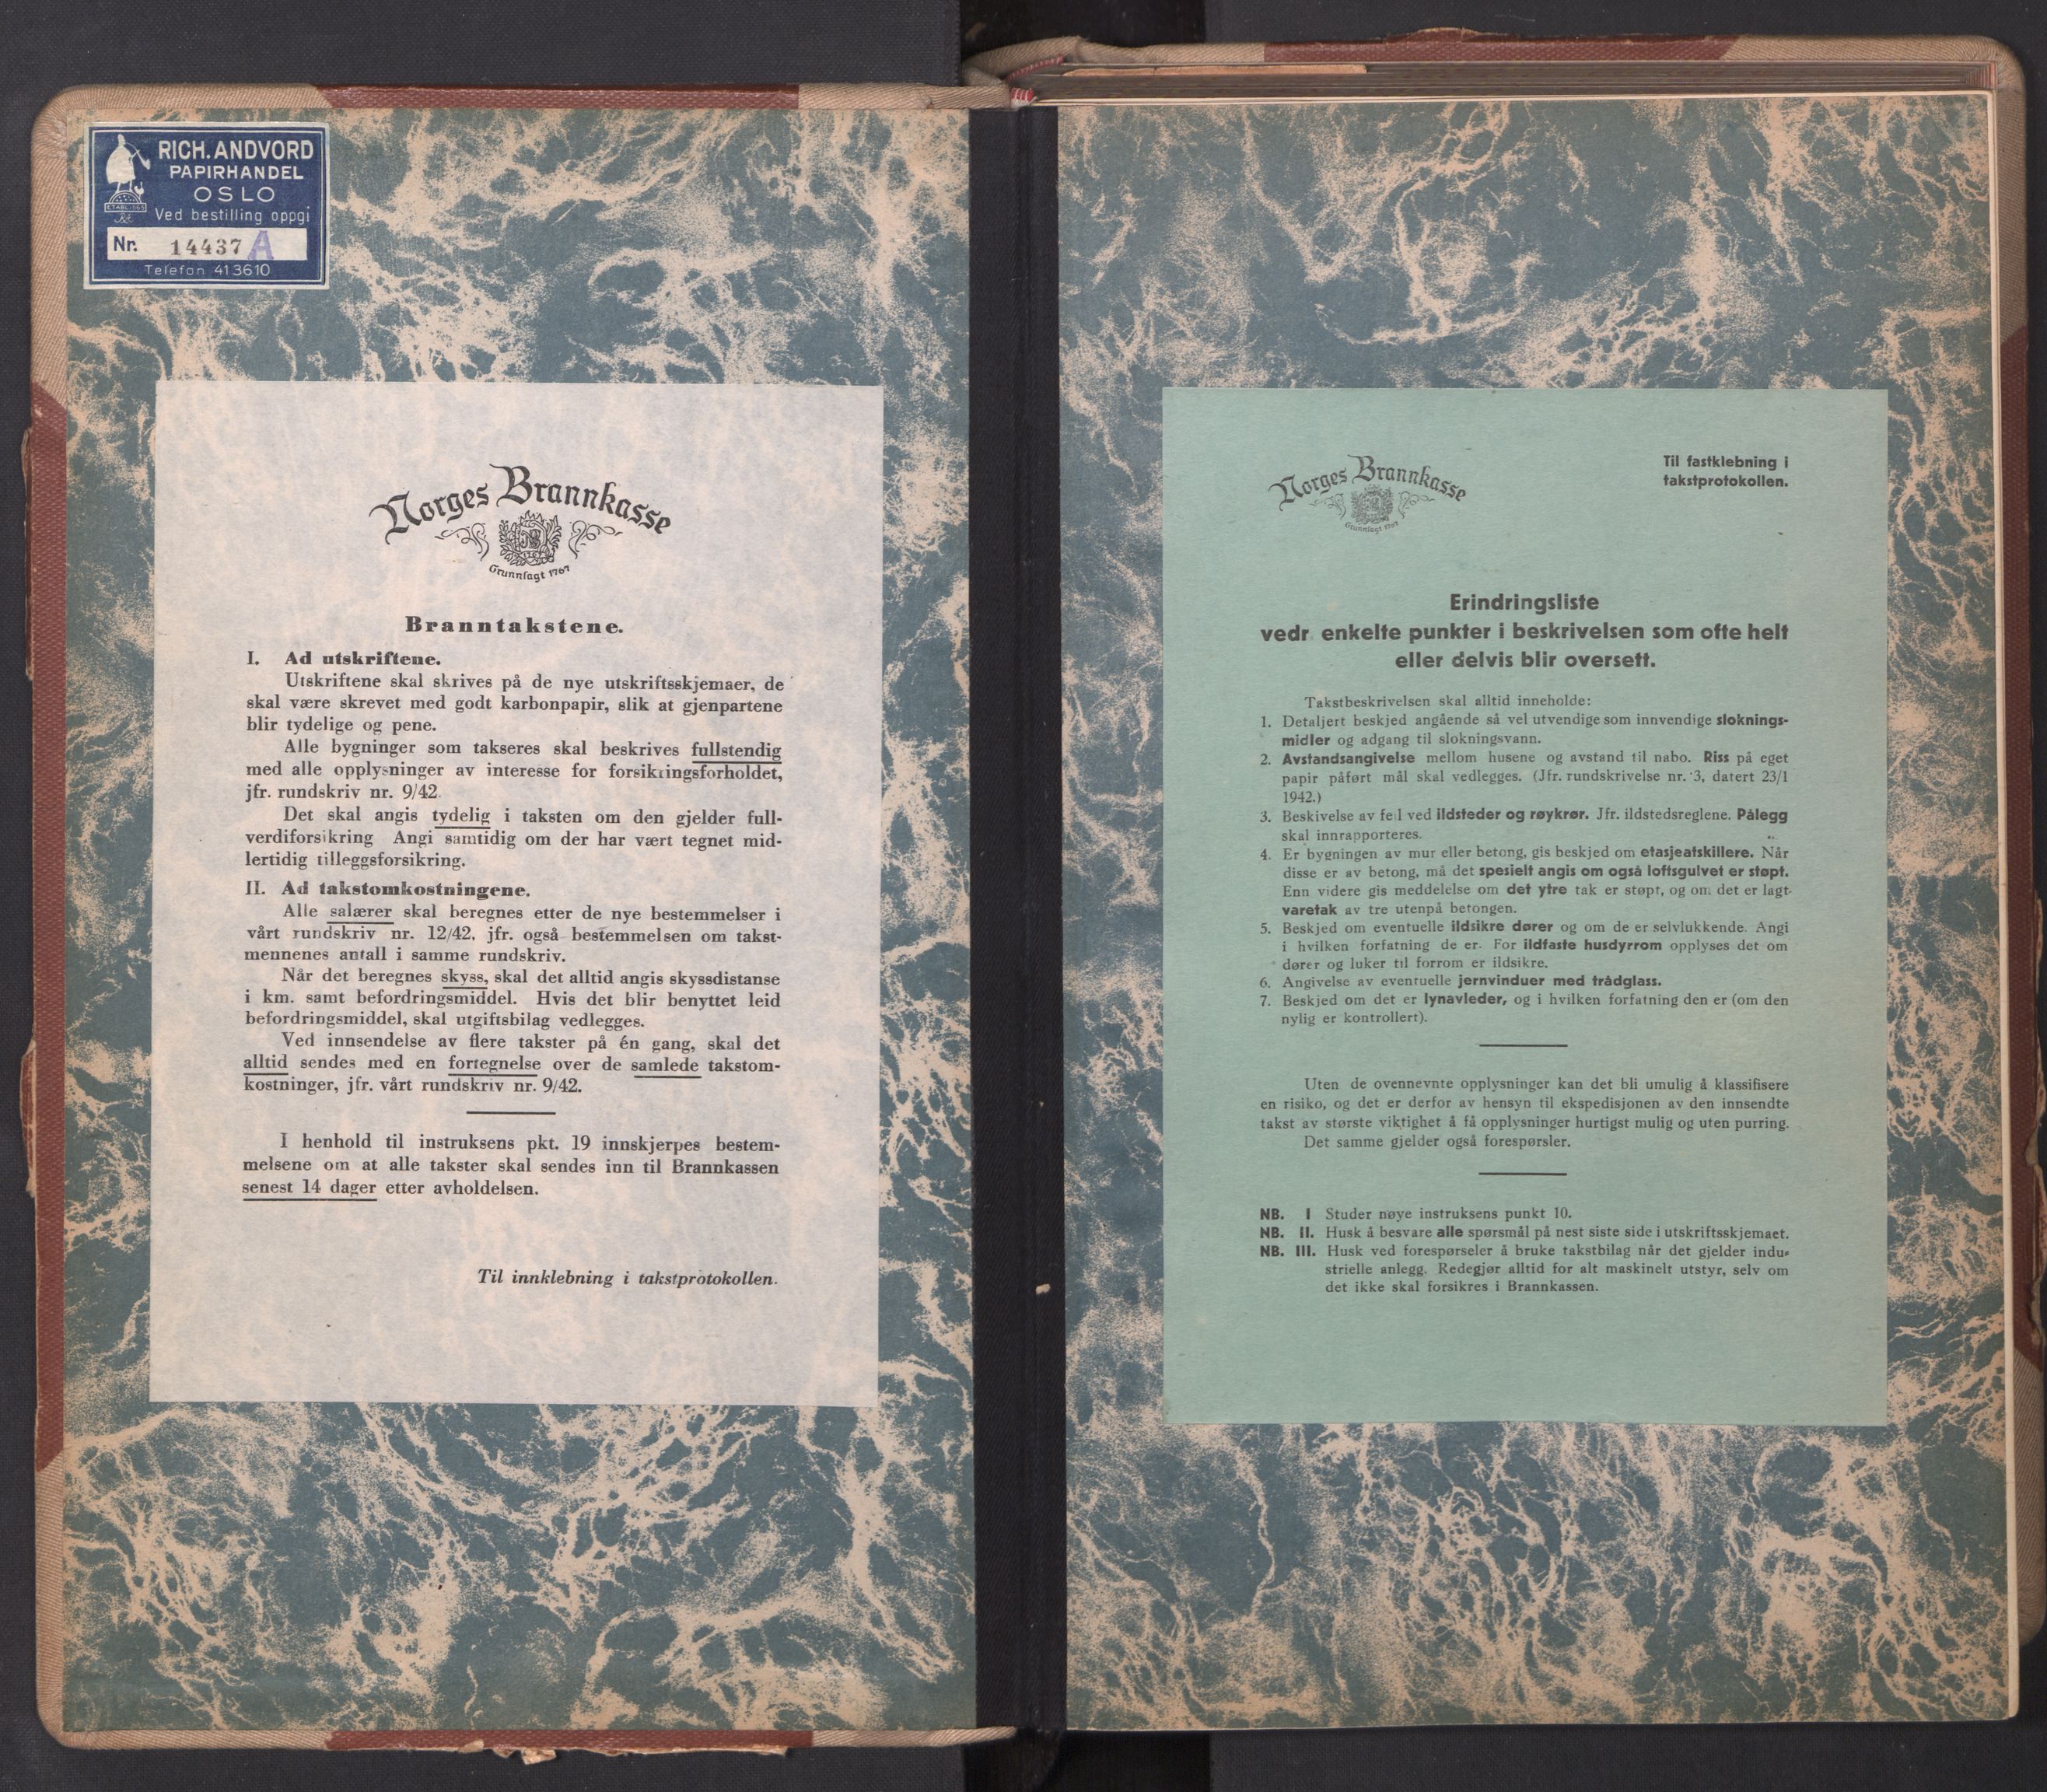 RICH. ANDVORD
PAPIRHANDEL
OSLO
Ved bestilling oppgi
Nr. 14437 A
Telefon 413610
Norges Brannkasse
Grunnlagt 1767
Branntakstene.
I. Ad utskriftene.
Utskriftene skal skrives på de nye utskriftsskjemaer, de
skal være skrevet med godt karbonpapir, slik at gjenpartene
blir tydelige og pene.
Alle bygninger som takseres skal beskrives fullstendig
med alle opplysninger av interesse for forsikringsforholdet,
jfr. rundskriv nr. 9/42.
Det skal angis tydelig i taksten om den gjelder full-
verdiforsikring Angi samtidig om der har vært tegnet mid-
lertidig tilleggsforsikring.
II. Ad takstomkostningene.
Alle salærer skal beregnes etter de nye bestemmelser i
vårt rundskriv nr. 12/42, jfr. også bestemmelsen om takst-
mennenes antall i samme rundskriv.
Når det beregnes skyss, skal det alltid angis skyssdistanse
i km. samt befordringsmiddel. Hvis det blir benyttet leid
befordringsmiddel, skal utgiftsbilag vedlegges.
Ved innsendelse av flere takster på én gang, skal det
alltid sendes med en fortegnelse over de samlede takstom-
kostninger, jfr. vårt rundskriv nr. 9/42.
I henhold til instruksens pkt. 19 innskjerpes bestem-
melsene om at alle takster skal sendes inn til Brannkassen
senest 14 dager etter avholdelsen.
Til innklebning i takstprotokollen.
Norges Brannkasse
Grunnlagt 1767
Til fastklebning i
takstprotokollen.
Erindringsliste
vedr. enkelte punkter i beskrivelsen som ofte helt
eller delvis blir oversett.
Takstbeskrivelsen skal alltid inneholde:
1. Detaljert beskjed angående så vel utvendige som innvendige sloknings-
midler og adgang til slokningsvann.
2. Avstandsangivelse mellom husene og avstand til nabo. Riss på eget
papir påført mål skal vedlegges. (Jfr. rundskrivelse nr. 3, datert 23/1
1942.)
3. Beskivelse av feil ved ildsteder og røykrør. Jfr. ildstedsreglene. Pålegg
skal innrapporteres.
4. Er bygningen av mur eller betong, gis beskjed om etasjeatskillere. Når
disse er av betong, må det spesielt angis om også loftsgulvet er støpt.
Enn videre gis meddelelse om det ytre tak er støpt, og om det er lagt
varetak av tre utenpå betongen.
5. Beskjed om eventuelle ildsikre dører og om de er selvlukkende. Angi
i hvilken forfatning de er. For ildfaste husdyrrom opplyses det om
dører og luker til forrom er ildsikre.
6. Angivelse av eventuelle jernvinduer med trådglass.
7. Beskjed om det er lynavleder, og i hvilken forfatning den er (om den
nylig er kontrollert).
Uten de ovennevnte opplysninger kan det bli umulig å klassifisere
en risiko, og det er derfor av hensyn til ekspedisjonen av den innsendte
takst av største viktighet å få opplysninger hurtigst mulig og uten purring.
Det samme gjelder også forespørsler.
NB. I Studer nøye instruksens punkt 10.
NB. II. Husk å besvare alle spørsmål på nest siste side i utskriftsskjemaet.
NB. III. Husk ved forespørseler å bruke takstbilag når det gjelder indu-
strielle anlegg. Redegjør alltid for alt maskinelt utstyr, selv om
det ikke skal forsikres i Brannkassen.